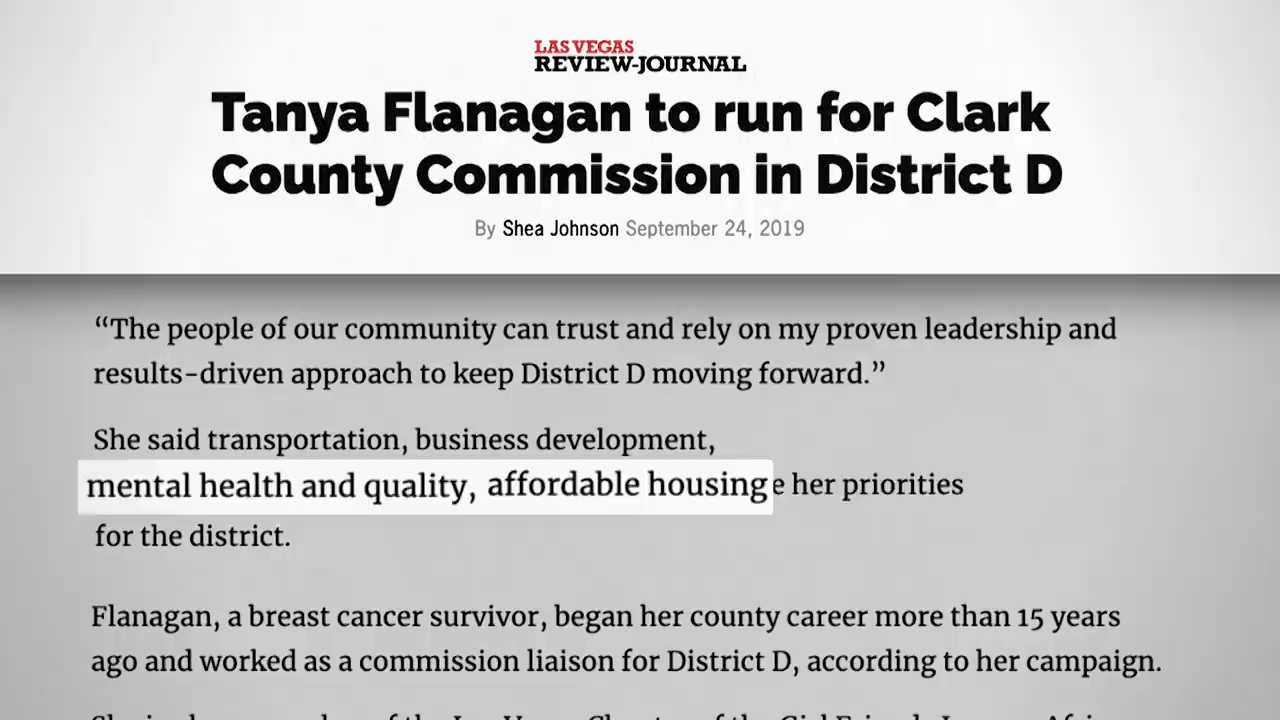 LAS VEGAS
REVIEW-JOURNAL
Tanya Flanagan to run for Clark
County Commission in District D
By Shea Johnson September 24, 2019
“The people of our community can trust and rely on my proven leadership and
results-driven approach to keep District D moving forward.”
She said transportation, business development,
mental health and quality, affordable housing e her priorities
for the district.
Flanagan, a breast cancer survivor, began her county career more than 15 years
ago and worked as a commission liaison for District D, according to her campaign.